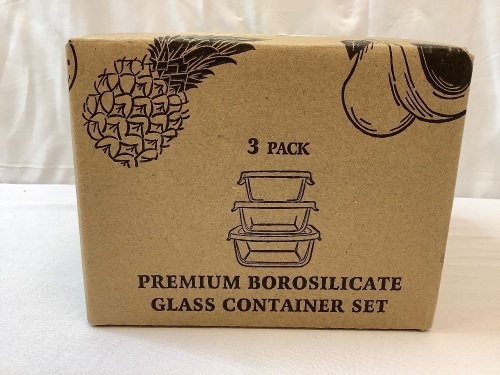 3 PACK
PREMIUM BOROSILICATE
GLASS CONTAINER SET